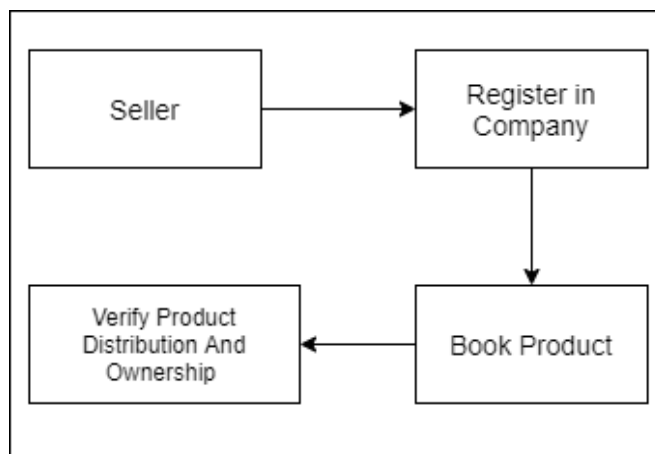 Seller
Register in
Company
Verify Product
Distribution And
Ownership
Book Product